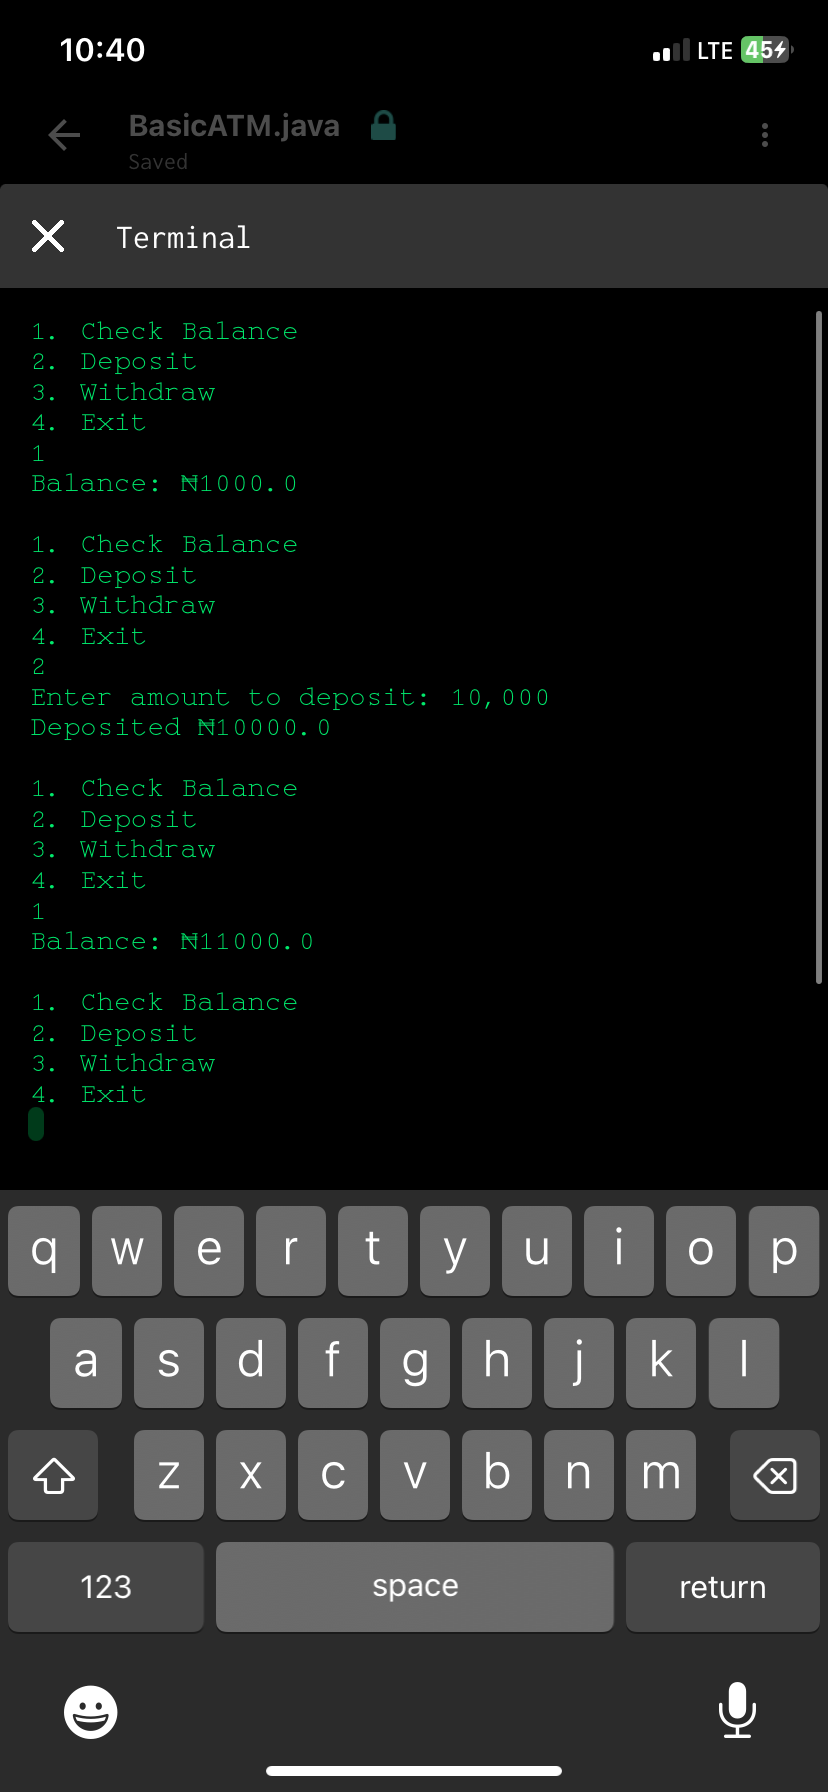 10:40
LTE 45
BasicATM.java
Saved
Terminal
1. Check Balance
2. Deposit
3. Withdraw
4. Exit
1
Balance: ₦1000.0
1. Check Balance
2. Deposit
3. Withdraw
4. Exit
2
Enter amount to deposit: 10,000
Deposited ₦10000.0
1. Check Balance
2. Deposit
3. Withdraw
4. Exit
1
Balance: ₦11000.0
1. Check Balance
2. Deposit
3. Withdraw
4. Exit
q w e r t y u i o p
a s d f g h j k l
z x c v b n m
123 space return